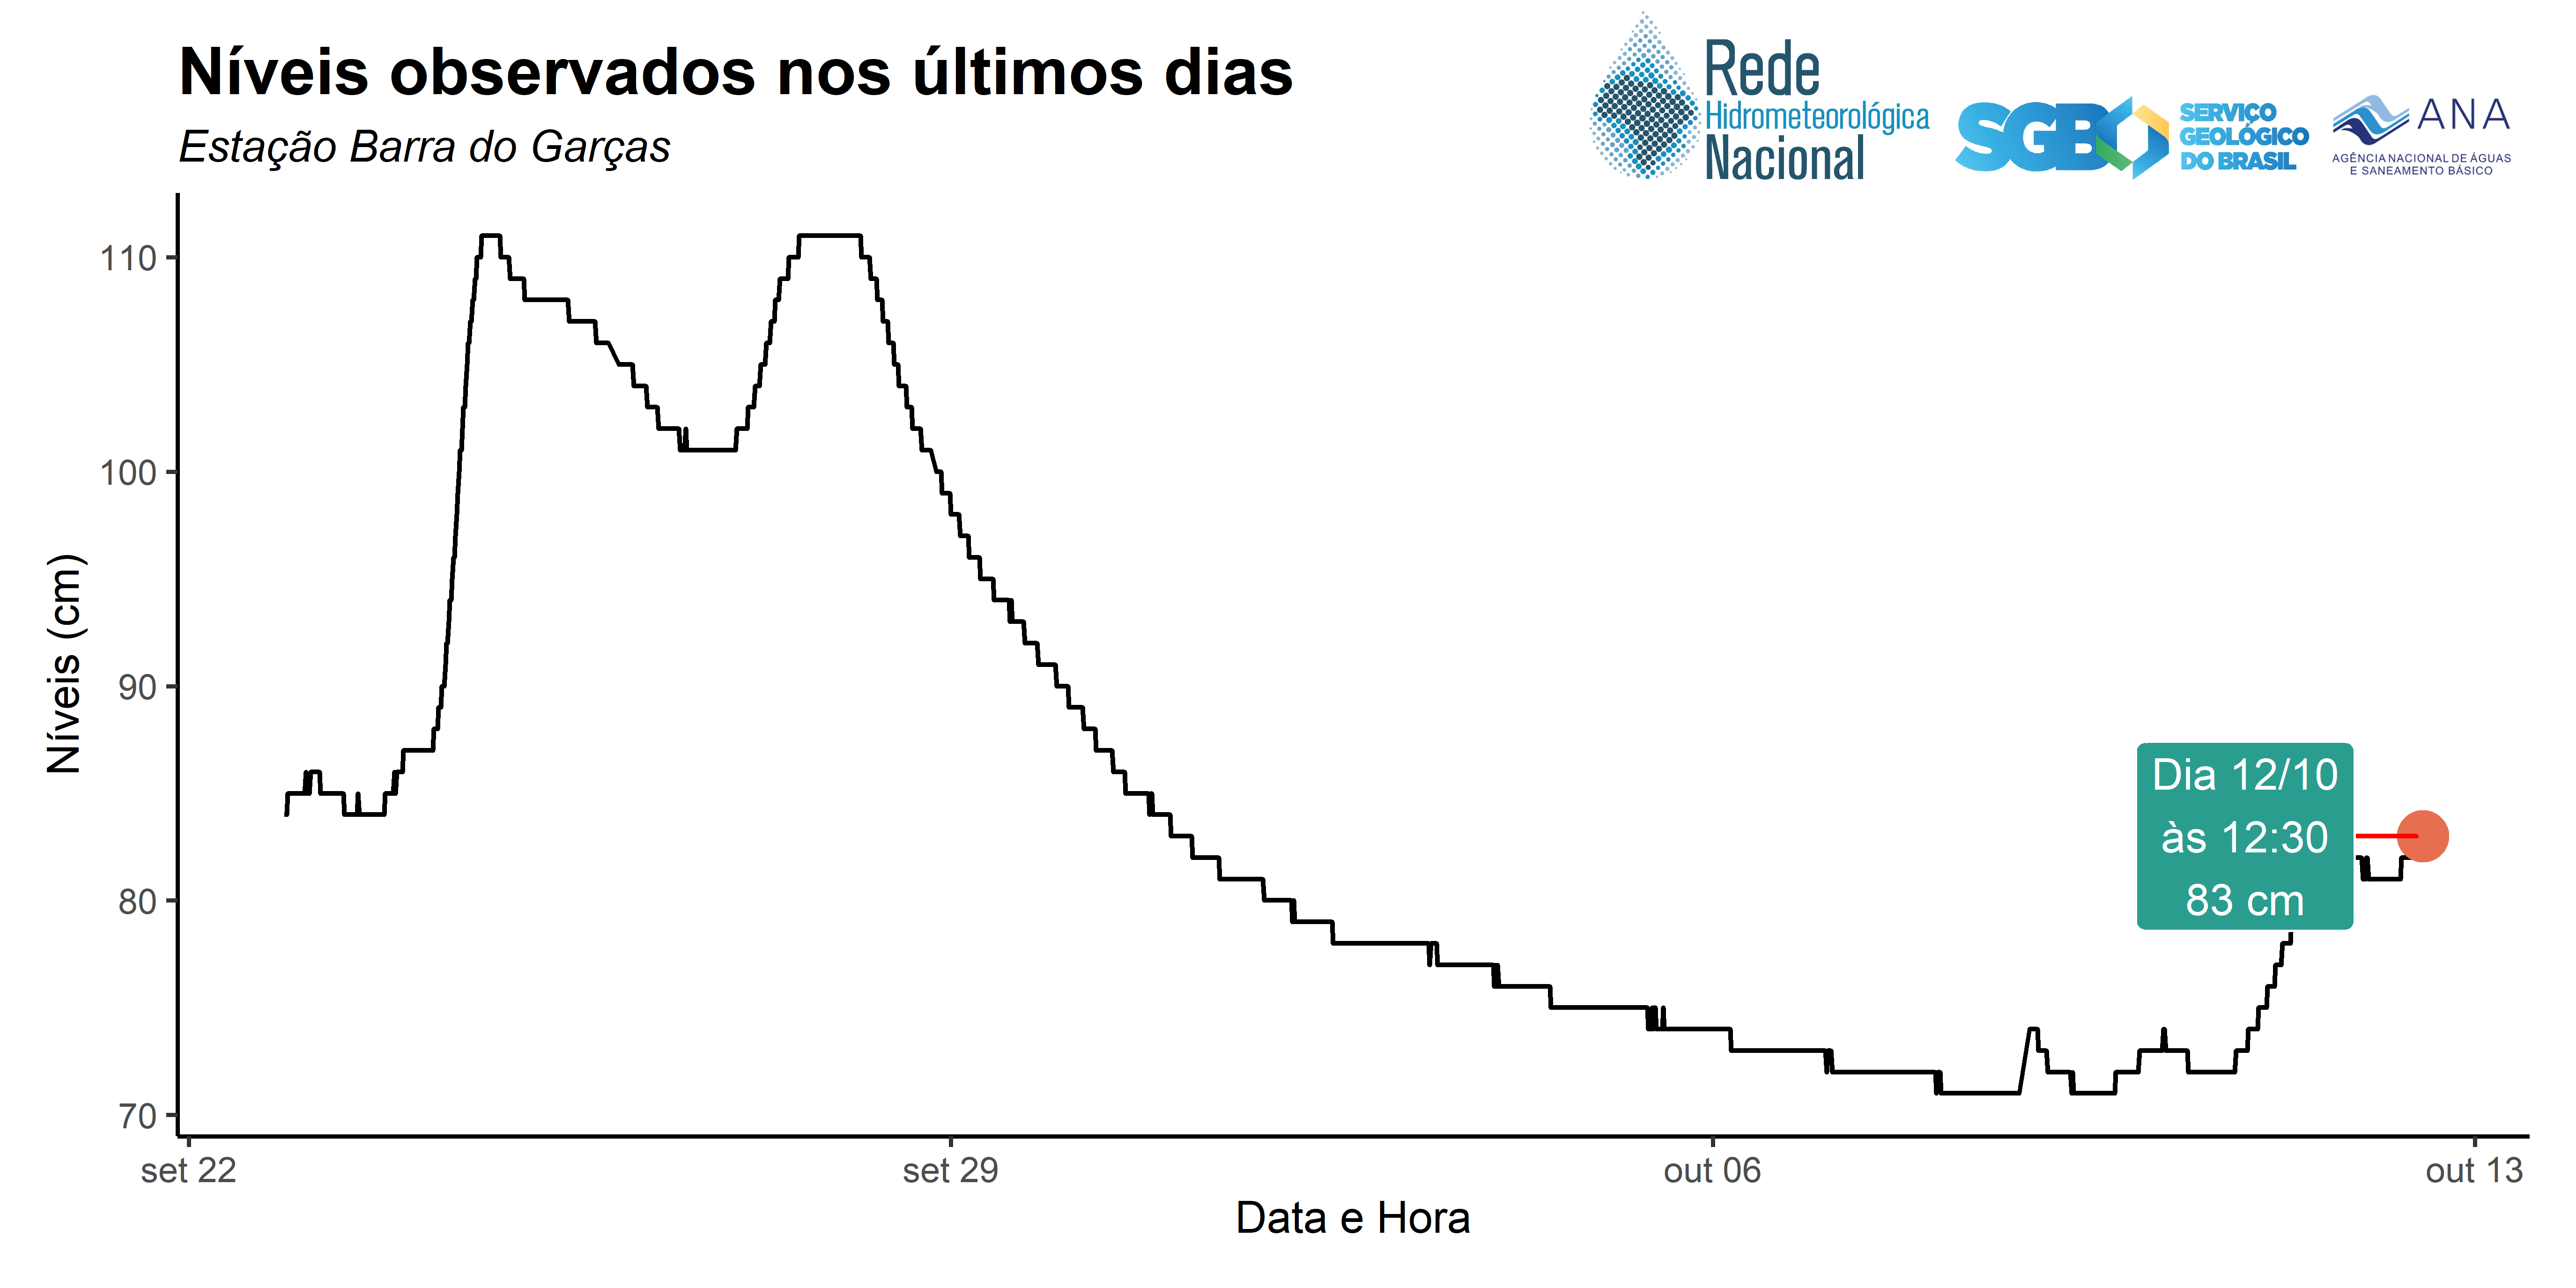 Níveis observados nos últimos dias
Estação Barra do Garças
Rede
Hidrometeorológica
Nacional
SGB
SERVIÇO
GEOLÓGICO
DO BRASIL
ANA
AGÊNCIA NACIONAL DE ÁGUAS
E SANEAMENTO BÁSICO
Níveis (cm)
110
100
90
80
70
Dia 12/10
às 12:30
83 cm
set 22
set 29
out 06
out 13
Data e Hora